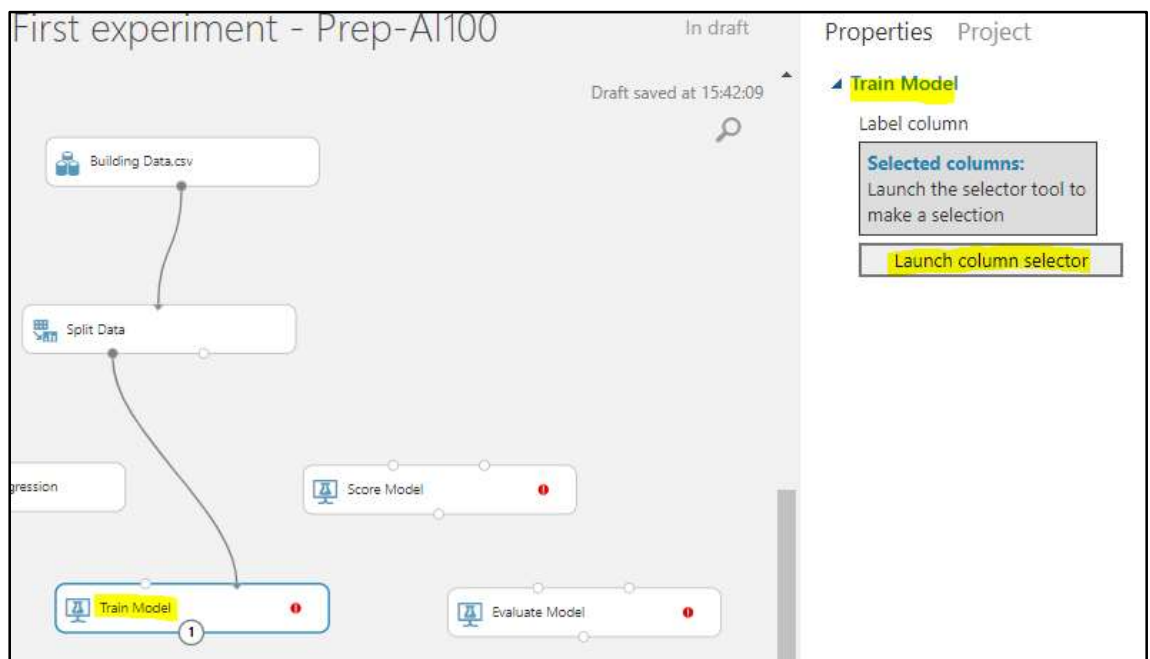 First experiment - Prep-AI100
In draft
Properties Project
Draft saved at 15:42:09
Train Model
Label column
Selected columns:
Launch the selector tool to
make a selection
Launch column selector
Building Data.csv
Split Data
gression
Score Model
Train Model
1
Evaluate Model